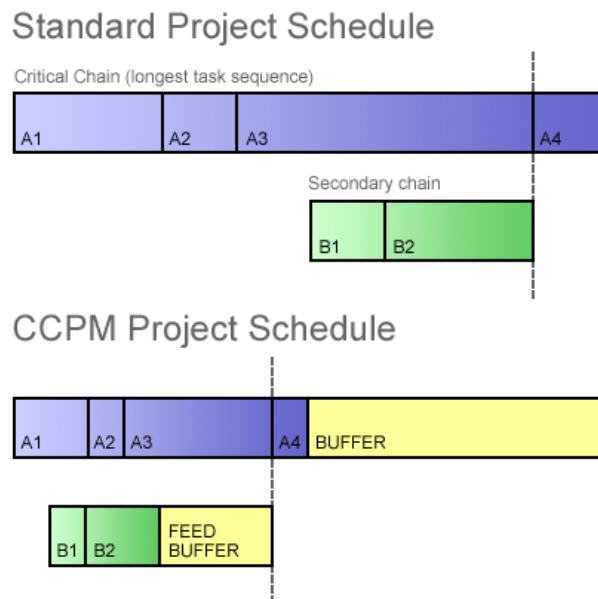 Standard Project Schedule
Critical Chain (longest task sequence)
A1 A2 A3 A4
Secondary chain
B1 B2
CCPM Project Schedule
A1 A2 A3 A4 BUFFER
B1 B2 FEED
BUFFER